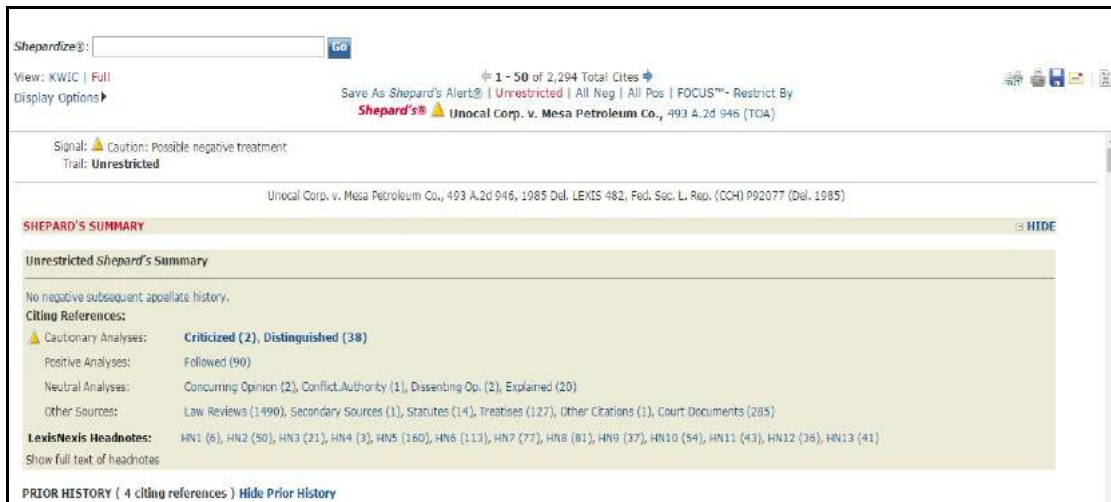 Shepardize®:
Go
View: KWIC | Full
Display Options
1 - 50 of 2,294 Total Cites
Save As Shepard's Alert® | Unrestricted | All Neg | All Pos | FOCUS™- Restrict By
Shepard's® Unocal Corp. v. Mesa Petroleum Co., 493 A.2d 946 (TOA)
Signal: Caution: Possible negative treatment
Trail: Unrestricted
Unocal Corp. v. Mesa Petroleum Co., 493 A.2d 946, 1985 Del. LEXIS 482, Fed. Sec. L. Rep. (CCH) P92077 (Del. 1985)
SHEPARD'S SUMMARY
HIDE
Unrestricted Shepard's Summary
No negative subsequent appellate history.
Citing References:
Cautionary Analyses: Criticized (2), Distinguished (38)
Positive Analyses: Followed (90)
Neutral Analyses: Concurring Opinion (2), Conflict.Authority (1), Dissenting Op. (2), Explained (20)
Other Sources: Law Reviews (1490), Secondary Sources (1), Statutes (14), Treatises (127), Other Citations (1), Court Documents (285)
LexisNexis Headnotes: HN1 (6), HN2 (50), HN3 (21), HN4 (3), HN5 (160), HN6 (113), HN7 (77), HN8 (81), HN9 (37), HN10 (54), HN11 (43), HN12 (36), HN13 (41)
Show full text of headnotes
PRIOR HISTORY ( 4 citing references ) Hide Prior History